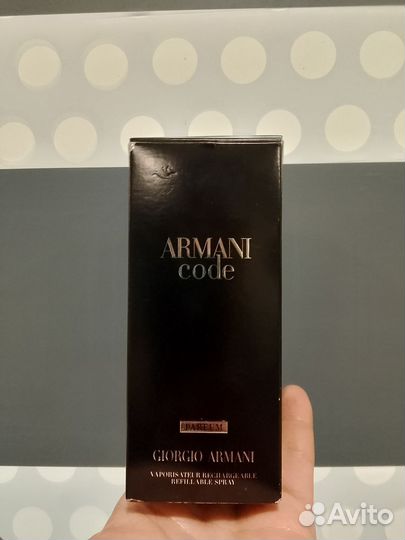 ARMANI
code
PARFUM
GIORGIO ARMANI
VAPORISATEUR RECHARGEABLE
REFILLABLE SPRAY
Avito